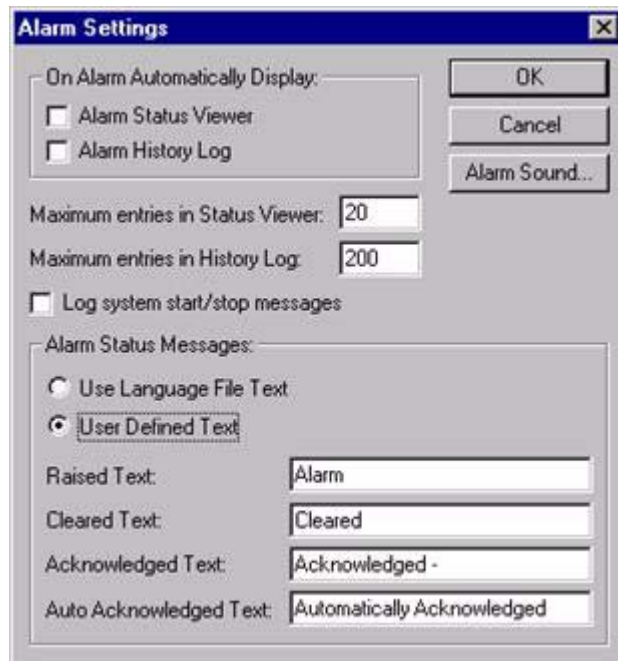 Alarm Settings
On Alarm Automatically Display:
OK
Alarm Status Viewer
Cancel
Alarm History Log
Alarm Sound...
Maximum entries in Status Viewer: 20
Maximum entries in History Log: 200
Log system start/stop messages
Alarm Status Messages:
Use Language File Text
User Defined Text
Raised Text: Alarm
Cleared Text: Cleared
Acknowledged Text: Acknowledged -
Auto Acknowledged Text: Automatically Acknowledged